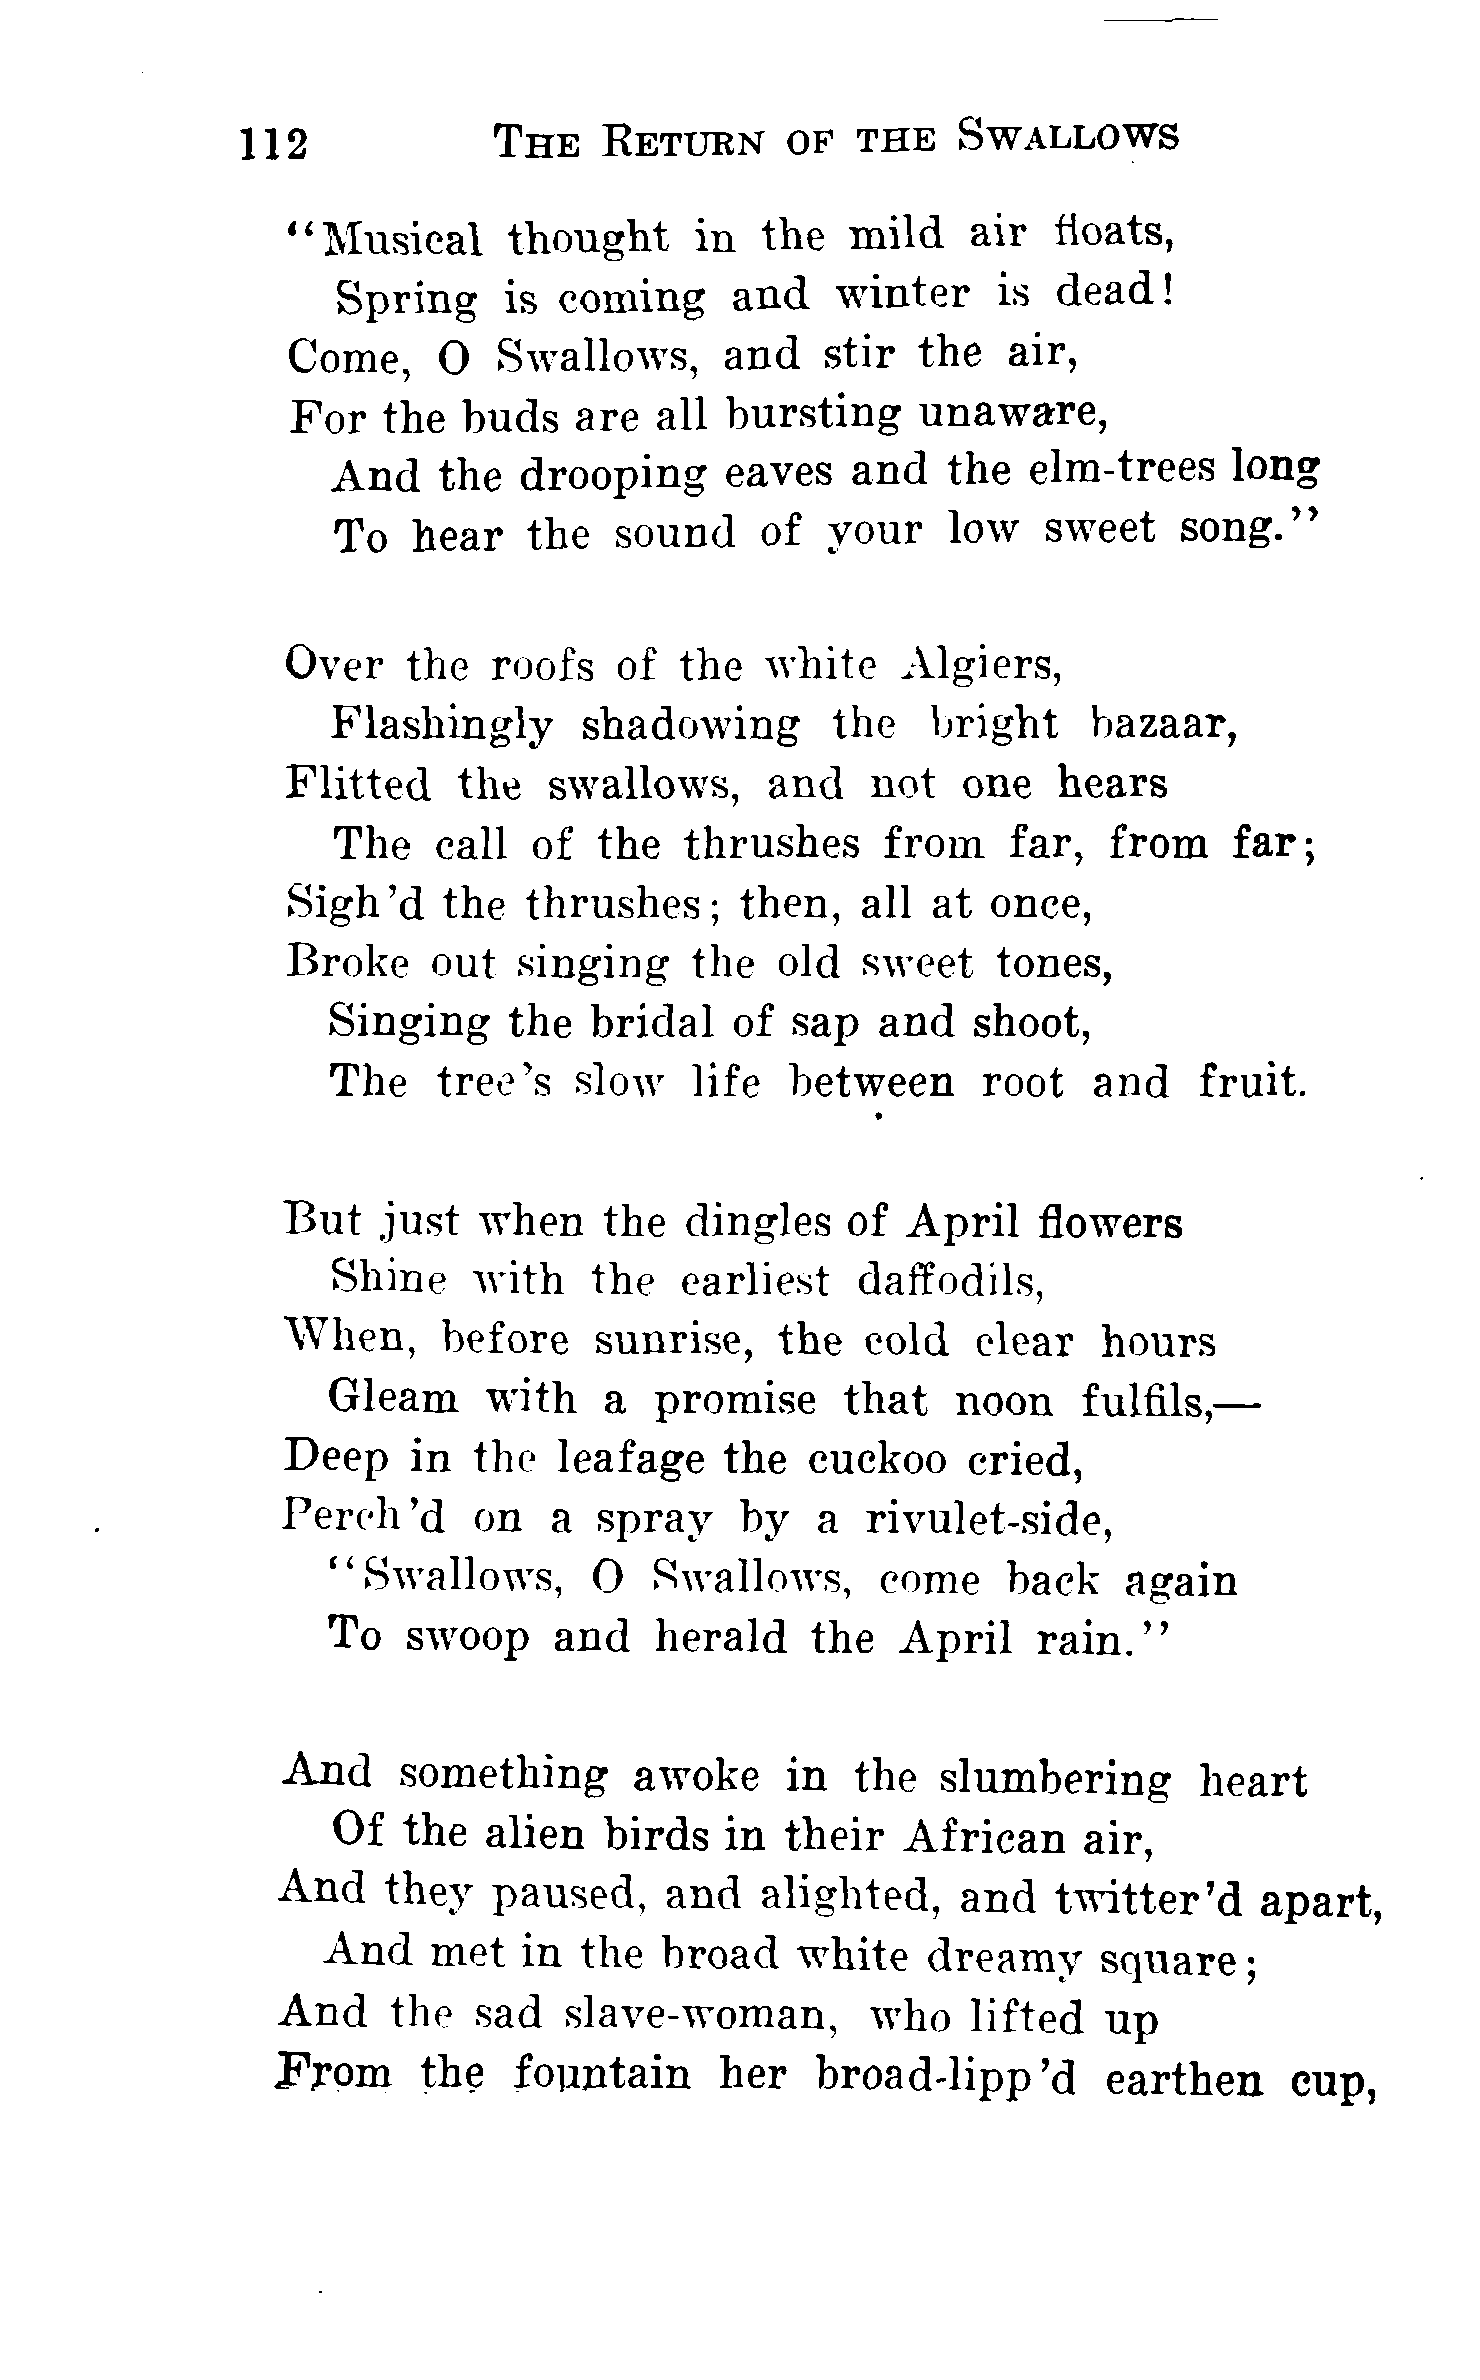 112 THE RETURN OF THE SWALLOWS
"Musical thought in the mild air floats,
Spring is coming and winter is dead!
Come, O Swallows, and stir the air,
For the buds are all bursting unaware,
And the drooping eaves and the elm-trees long
To hear the sound of your low sweet song."
Over the roofs of the white Algiers,
Flashingly shadowing the bright bazaar,
Flitted the swallows, and not one hears
The call of the thrushes from far, from far;
Sigh'd the thrushes; then, all at once,
Broke out singing the old sweet tones,
Singing the bridal of sap and shoot,
The tree's slow life between root and fruit.
But just when the dingles of April flowers
Shine with the earliest daffodils,
When, before sunrise, the cold clear hours
Gleam with a promise that noon fulfils,—
Deep in the leafage the cuckoo cried,
Perch'd on a spray by a rivulet-side,
"Swallows, O Swallows, come back again
To swoop and herald the April rain."
And something awoke in the slumbering heart
Of the alien birds in their African air,
And they paused, and alighted, and twitter'd apart,
And met in the broad white dreamy square;
And the sad slave-woman, who lifted up
From the fountain her broad-lipp'd earthen cup,